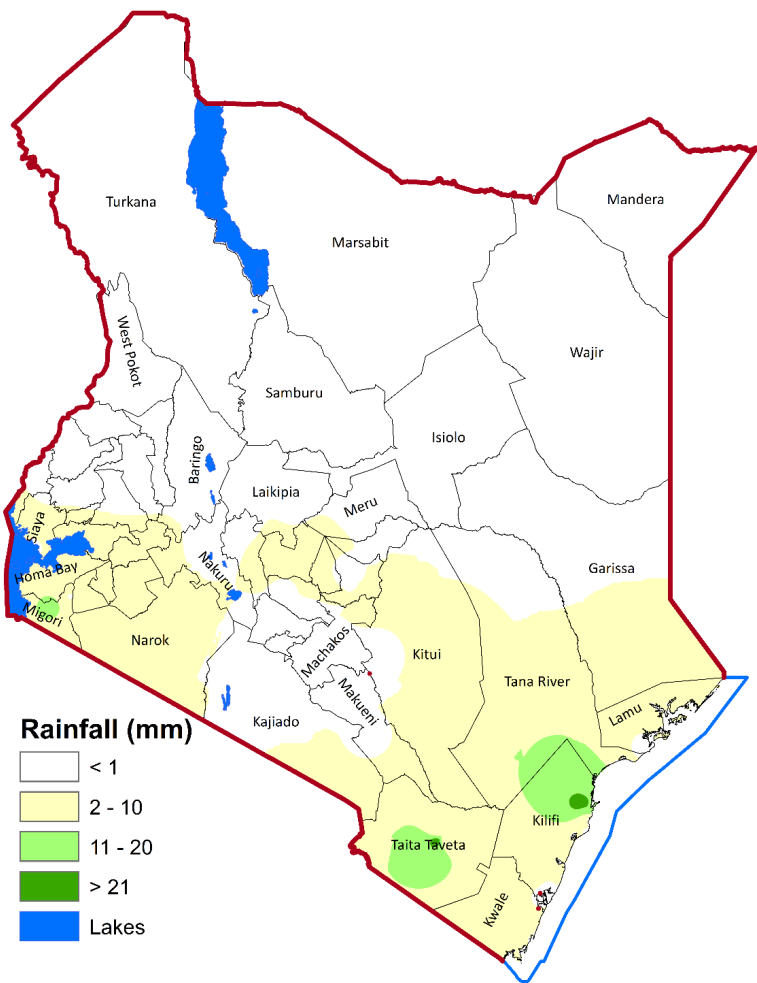 Mandera
Turkana
Marsabit
West Pokot
Wajir
Samburu
Isiolo
Baringo
Laikipia
Meru
Siaya
Garissa
Nakuru
Homa Bay
Migori
Narok
Machakos
Kitui
Tana River
Makueni
Lamu
Kajiado
Rainfall (mm)
< 1
2 - 10
11 - 20
> 21
Lakes
Kilifi
Taita Taveta
Kwale